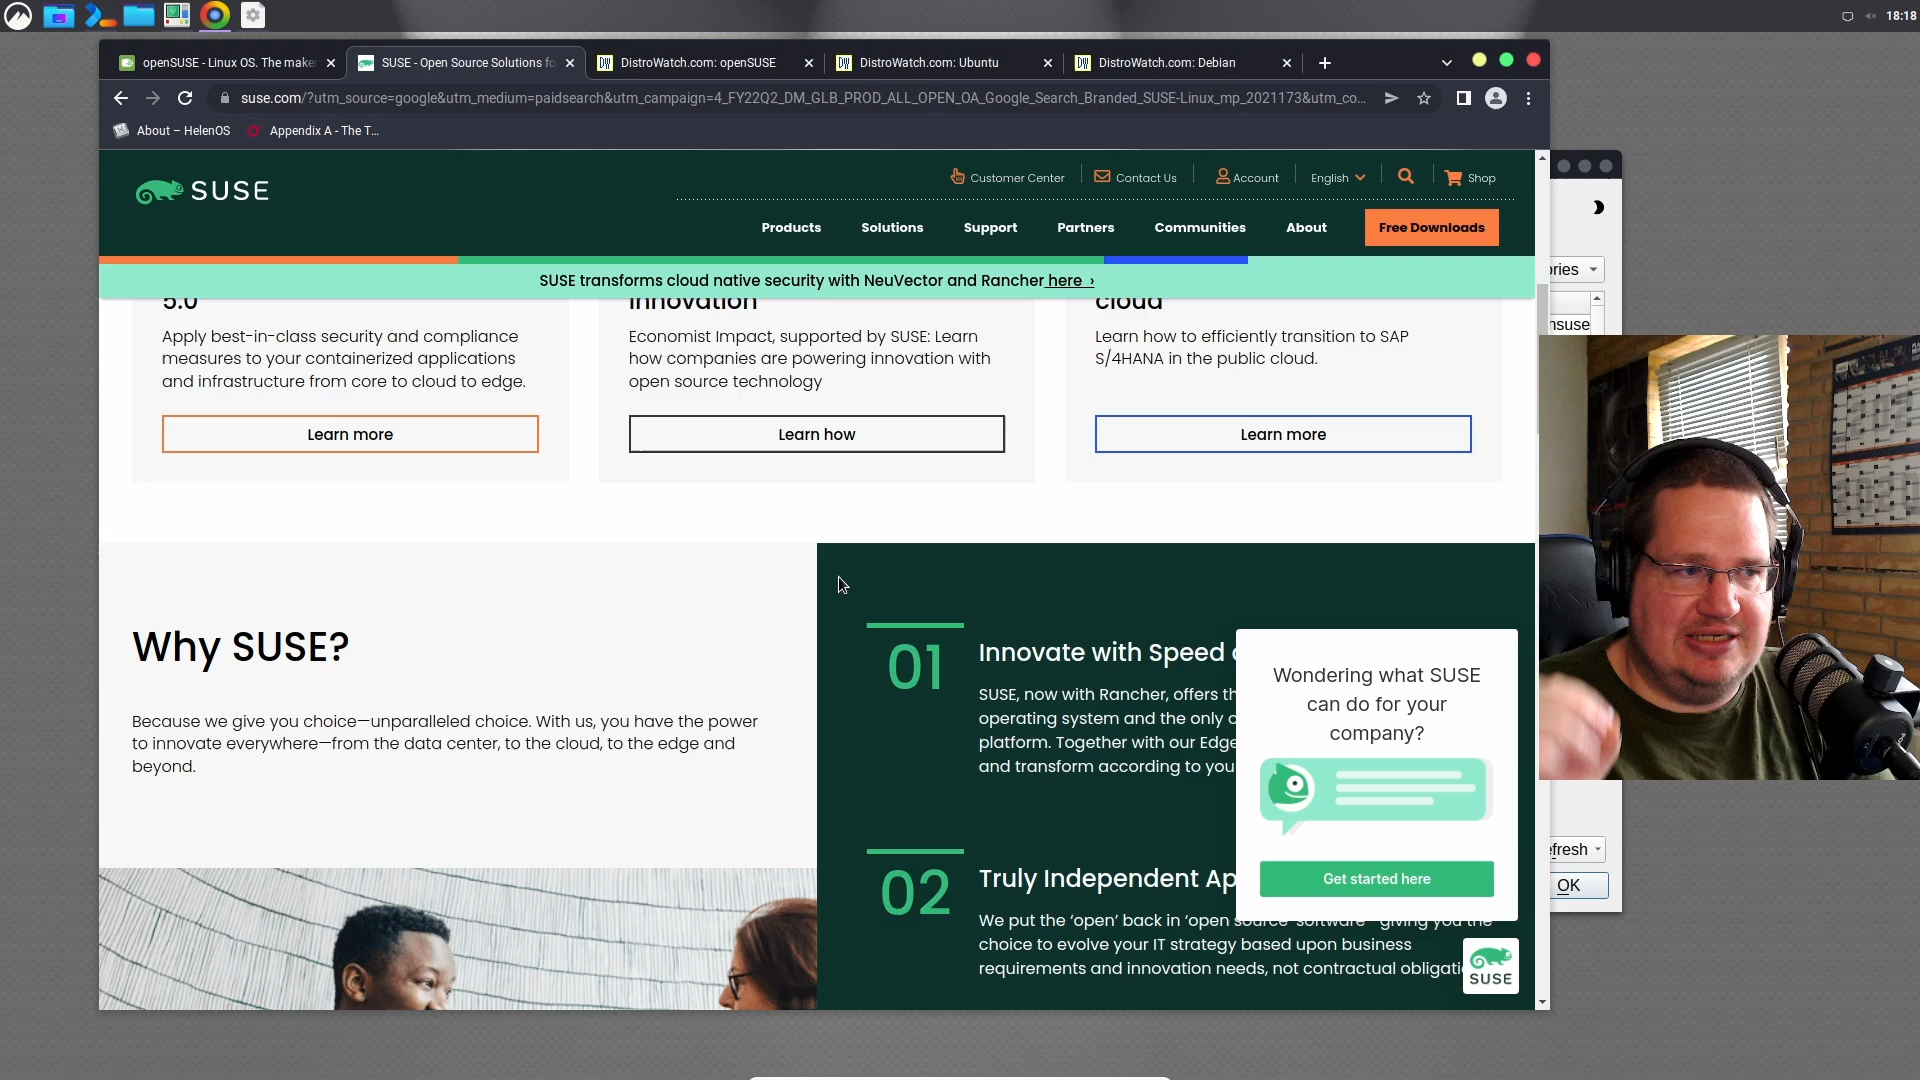 18:18
openSUSE - Linux OS. The make
SUSE - Open Source Solutions fo
DistroWatch.com: openSUSE
DistroWatch.com: Ubuntu
DistroWatch.com: Debian
suse.com/?utm_source=google&utm_medium=paidsearch&utm_campaign=4_FY22Q2_DM_GLB_PROD_ALL_OPEN_OA_Google_Search_Branded_SUSE-Linux_mp_2021173&utm_co...
About – HelenOS
Appendix A - The T...
SUSE
Customer Center
Contact Us
Account
English
Shop
Products
Solutions
Support
Partners
Communities
About
Free Downloads
SUSE transforms cloud native security with NeuVector and Rancher here ›
5.0
Apply best-in-class security and compliance
measures to your containerized applications
and infrastructure from core to cloud to edge.
Learn more
innovation
Economist Impact, supported by SUSE: Learn
how companies are powering innovation with
open source technology
Learn how
cloud
Learn how to efficiently transition to SAP
S/4HANA in the public cloud.
Learn more
Why SUSE?
Because we give you choice—unparalleled choice. With us, you have the power
to innovate everywhere—from the data center, to the cloud, to the edge and
beyond.
01
Innovate with Speed
SUSE, now with Rancher, offers th
operating system and the only
platform. Together with our Edge
and transform according to you
02
Truly Independent Ap
We put the ‘open’ back in ‘open source’ software—giving you the
choice to evolve your IT strategy based upon business
requirements and innovation needs, not contractual obligati
Wondering what SUSE
can do for your
company?
Get started here
SUSE
ories
nsuse
efresh
OK